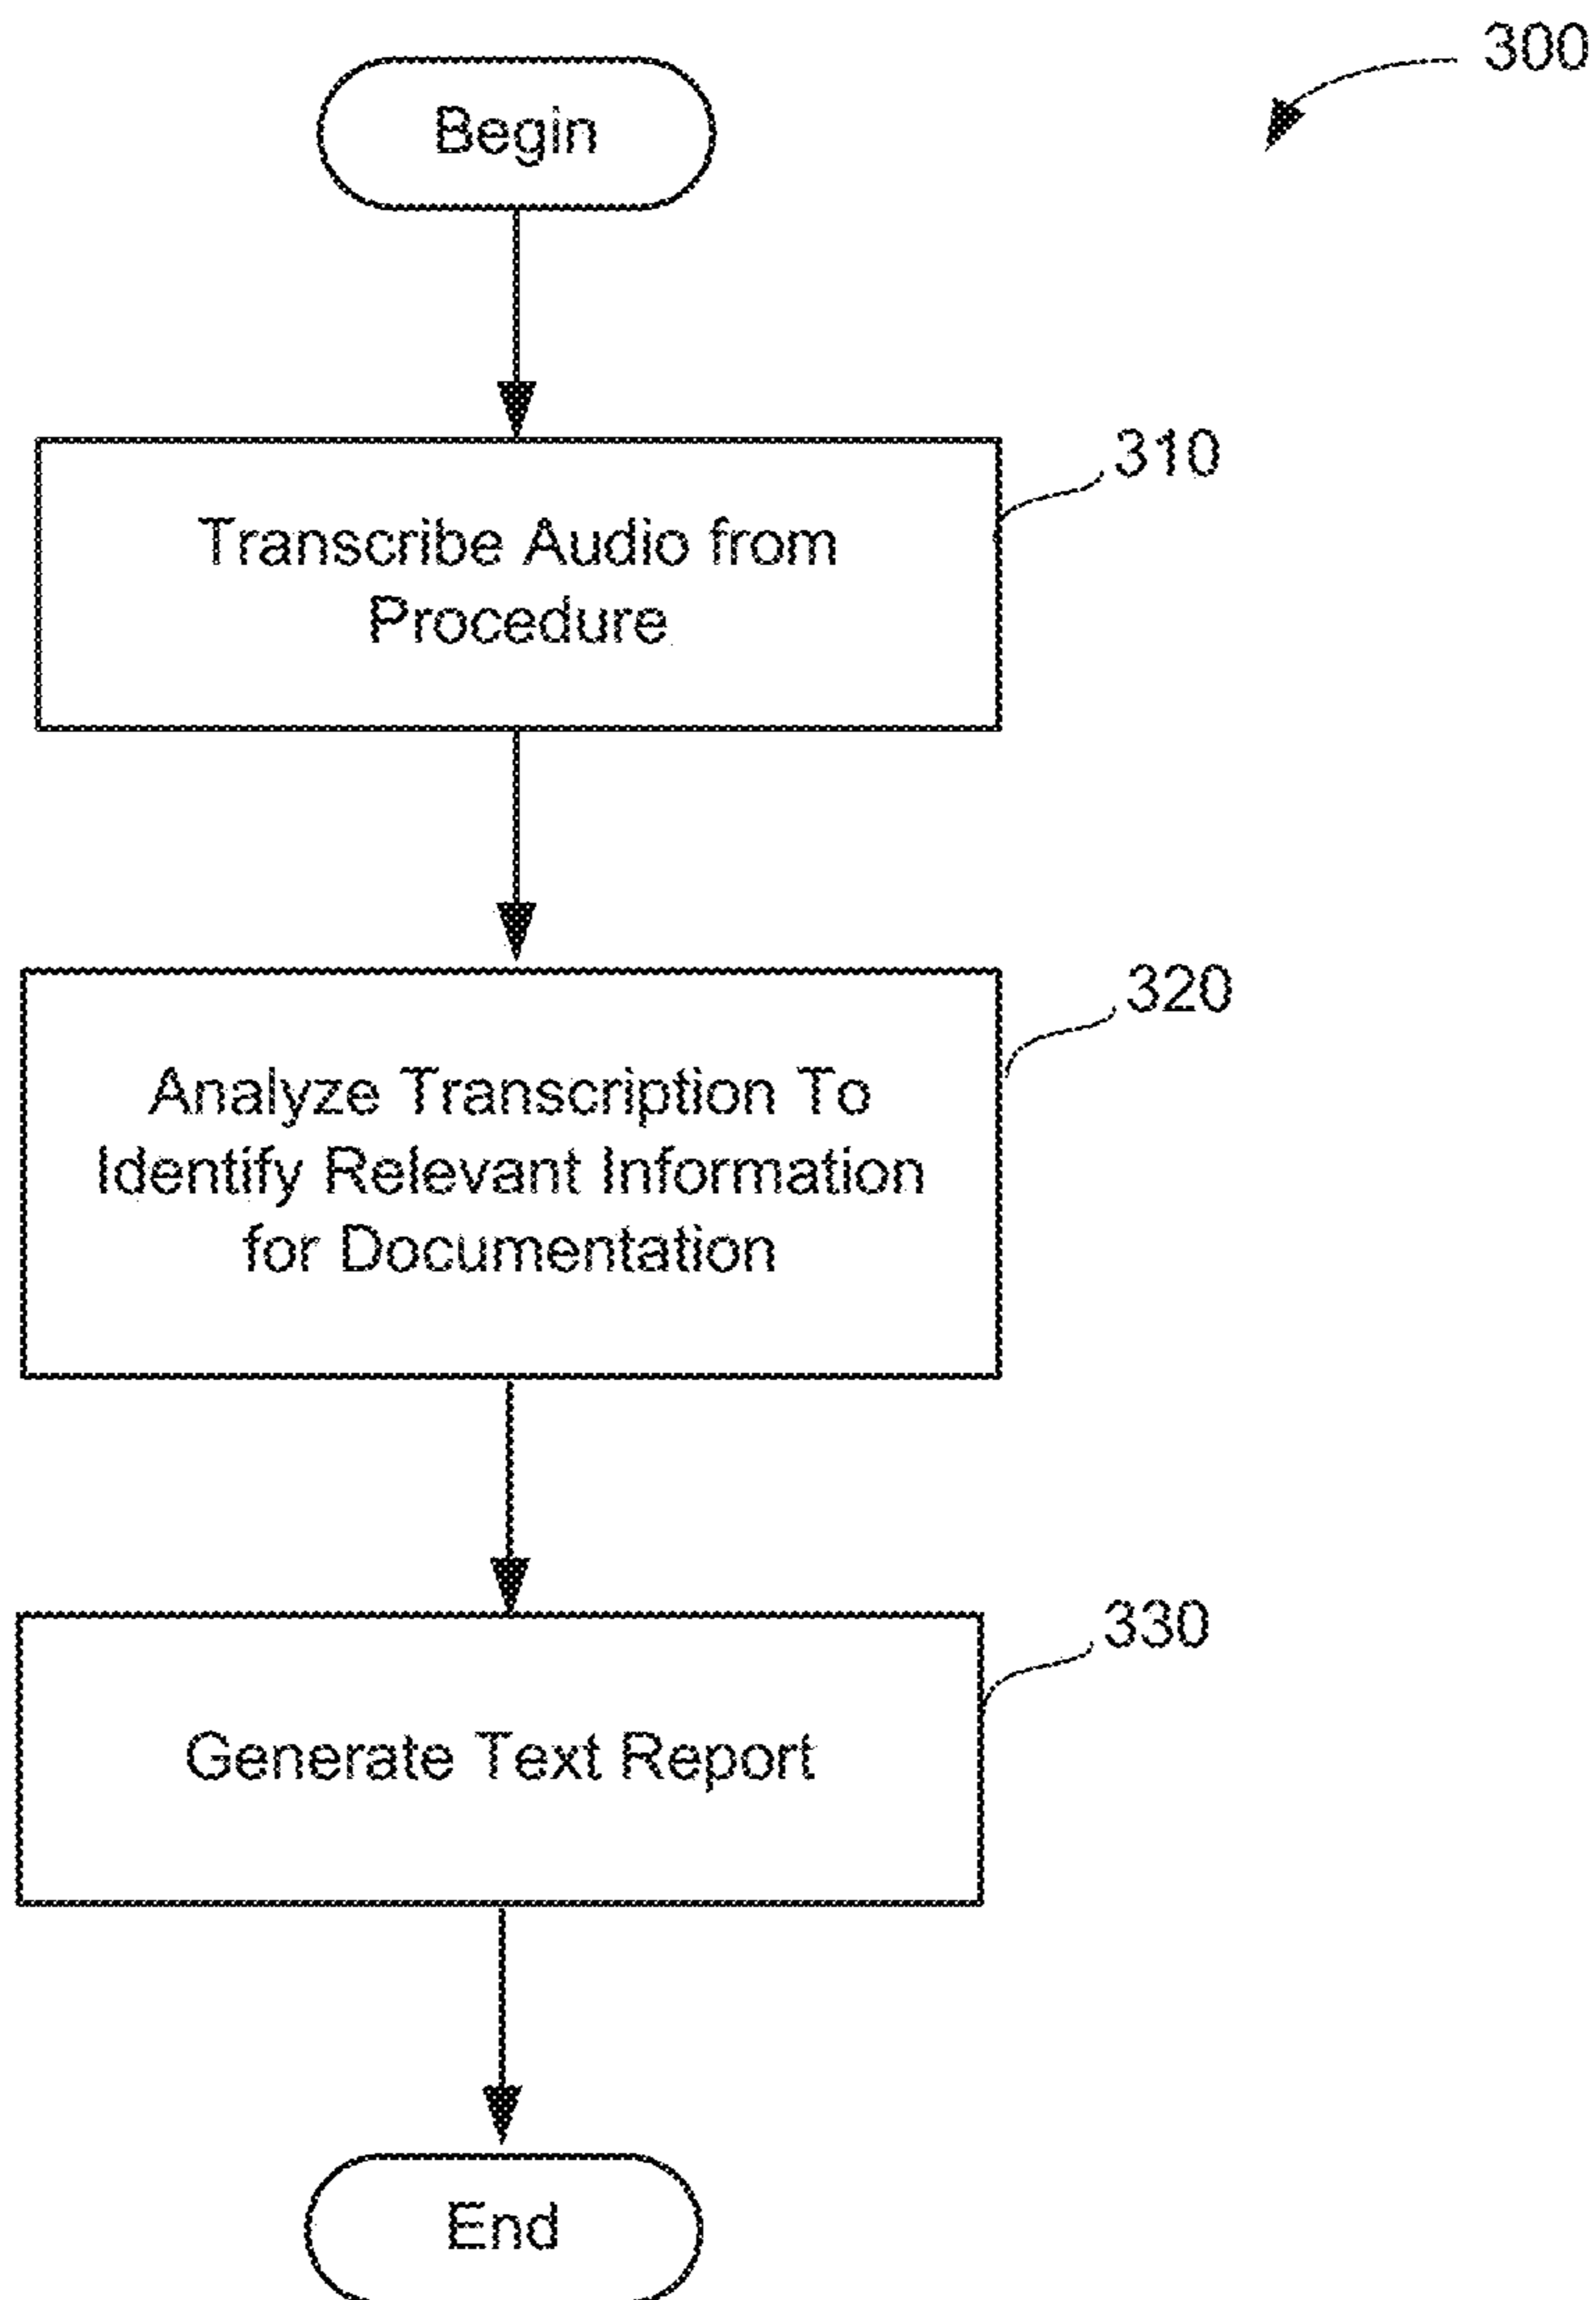 300
Begin
310
Transcribe Audio from
Procedure
320
Analyze Transcription To
Identify Relevant Information
for Documentation
330
Generate Text Report
End